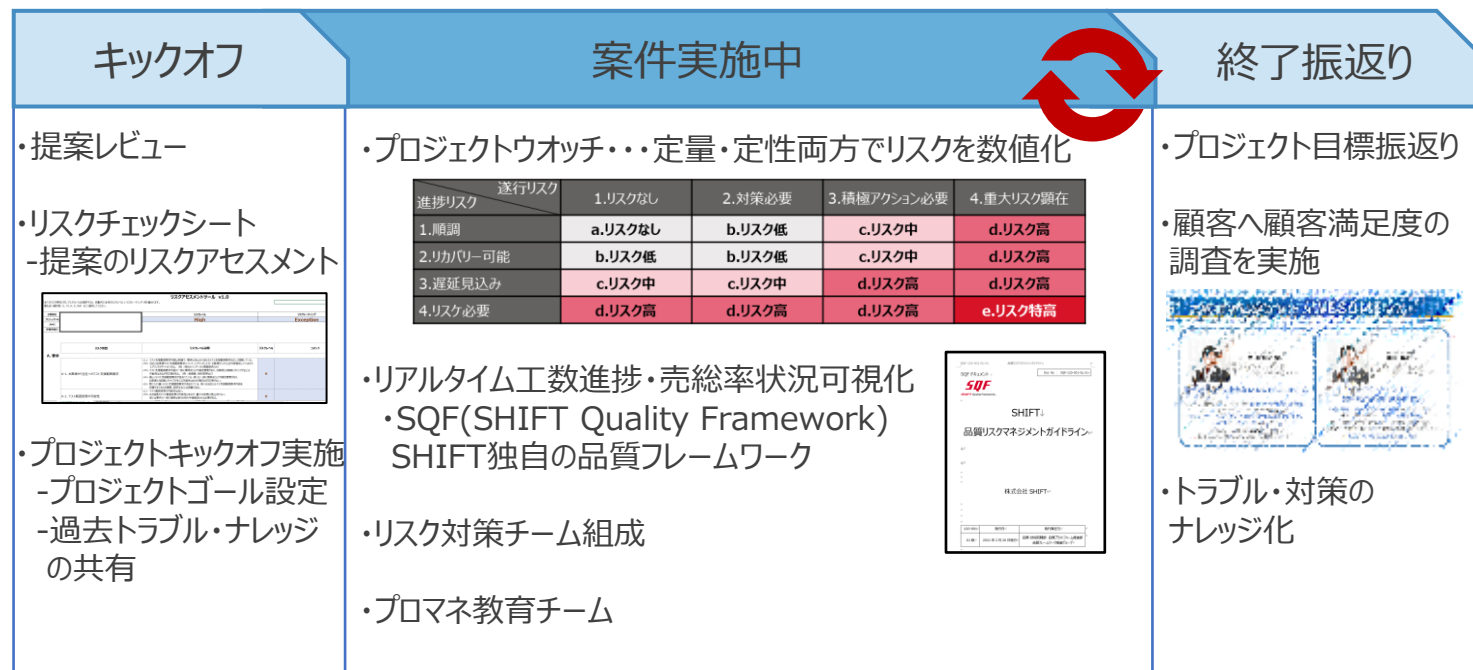 キックオフ
案件実施中
終了振返り
・提案レビュー
・リスクチェックシート
-提案のリスクアセスメント
リスクアセスメントツール v1.0
High
Exception
・プロジェクトキックオフ実施
-プロジェクトゴール設定
-過去トラブル・ナレッジ
の共有
・プロジェクトウオッチ・・・定量・定性両方でリスクを数値化
遂行リスク
進捗リスク
1.リスクなし 2.対策必要 3.積極アクション必要 4.重大リスク顕在
1.順調 a.リスクなし b.リスク低 c.リスク中 d.リスク高
2.リカバリー可能 b.リスク低 b.リスク低 c.リスク中 d.リスク高
3.遅延見込み c.リスク中 c.リスク中 d.リスク高 d.リスク高
4.リスケ必要 d.リスク高 d.リスク高 d.リスク高 e.リスク特高
・リアルタイム工数進捗・売総率状況可視化
・SQF(SHIFT Quality Framework)
SHIFT独自の品質フレームワーク
・リスク対策チーム組成
・プロマネ教育チーム
SQF
SHIFT↓
品質リスクマネジメントガイドライン
株式会社 SHIFT
・プロジェクト目標振返り
・顧客へ顧客満足度の
調査を実施
・トラブル・対策の
ナレッジ化